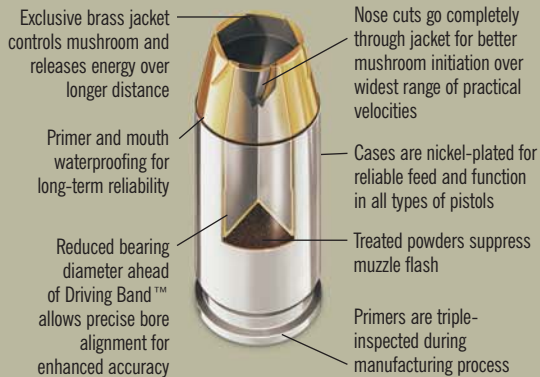 Exclusive brass jacket
controls mushroom and
releases energy over
longer distance
Primer and mouth
waterproofing for
long-term reliability
Reduced bearing
diameter ahead
of Driving Band™
allows precise bore
alignment for
enhanced accuracy
Nose cuts go completely
through jacket for better
mushroom initiation over
widest range of practical
velocities
Cases are nickel-plated for
reliable feed and function
in all types of pistols
Treated powders suppress
muzzle flash
Primers are triple-
inspected during
manufacturing process